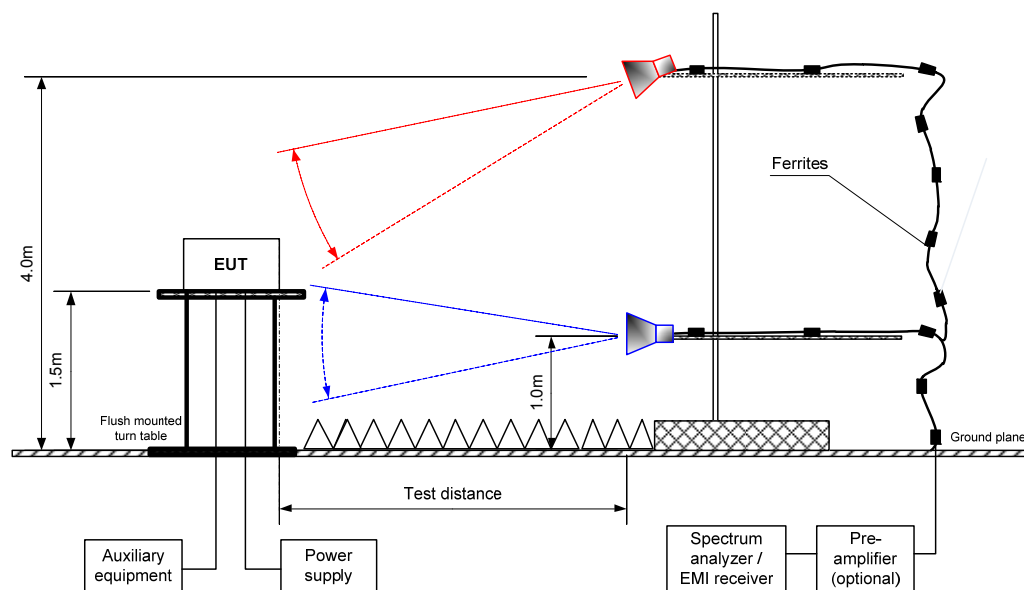 4.0m
Ferrites
EUT
1.5m
1.0m
Flush mounted
turn table
Ground plane
Test distance
Auxiliary
equipment
Power
supply
Spectrum
analyzer /
EMI receiver
Pre-
amplifier
(optional)